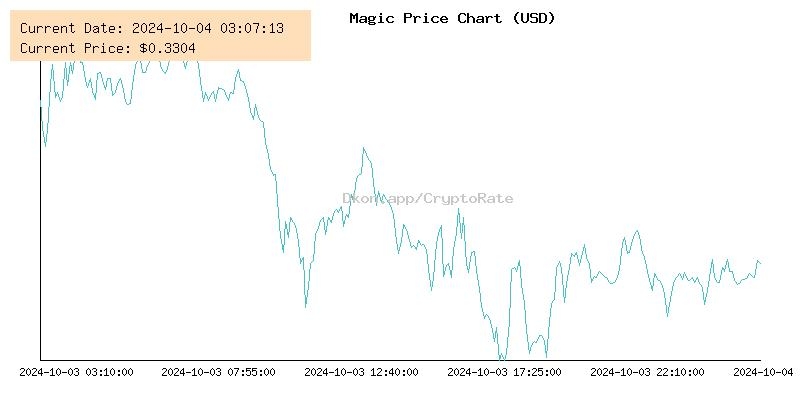 Magic Price Chart (USD)
Current Date: 2024-10-04 03:07:13
Current Price: $0.3304
Dkon.app/CryptoRate
2024-10-03 03:10:00 2024-10-03 07:55:00 2024-10-03 12:40:00 2024-10-03 17:25:00 2024-10-03 22:10:00 2024-10-04